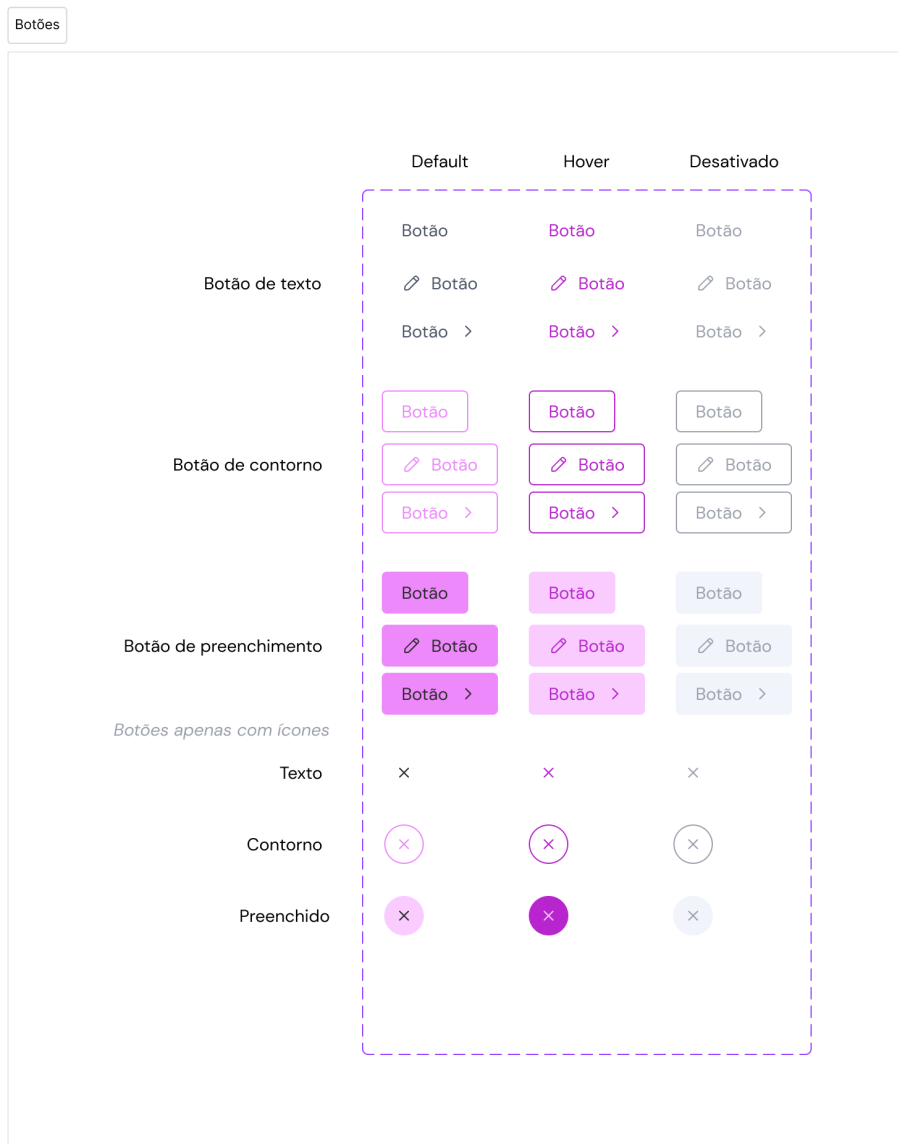 Botões
Default Hover Desativado
Botão Botão Botão
Botão de texto Botão Botão Botão
Botão Botão Botão
Botão Botão Botão
Botão de contorno Botão Botão Botão
Botão Botão Botão
Botão Botão Botão
Botão de preenchimento Botão Botão Botão
Botão Botão Botão
Botões apenas com ícones
Texto
Contorno
Preenchido